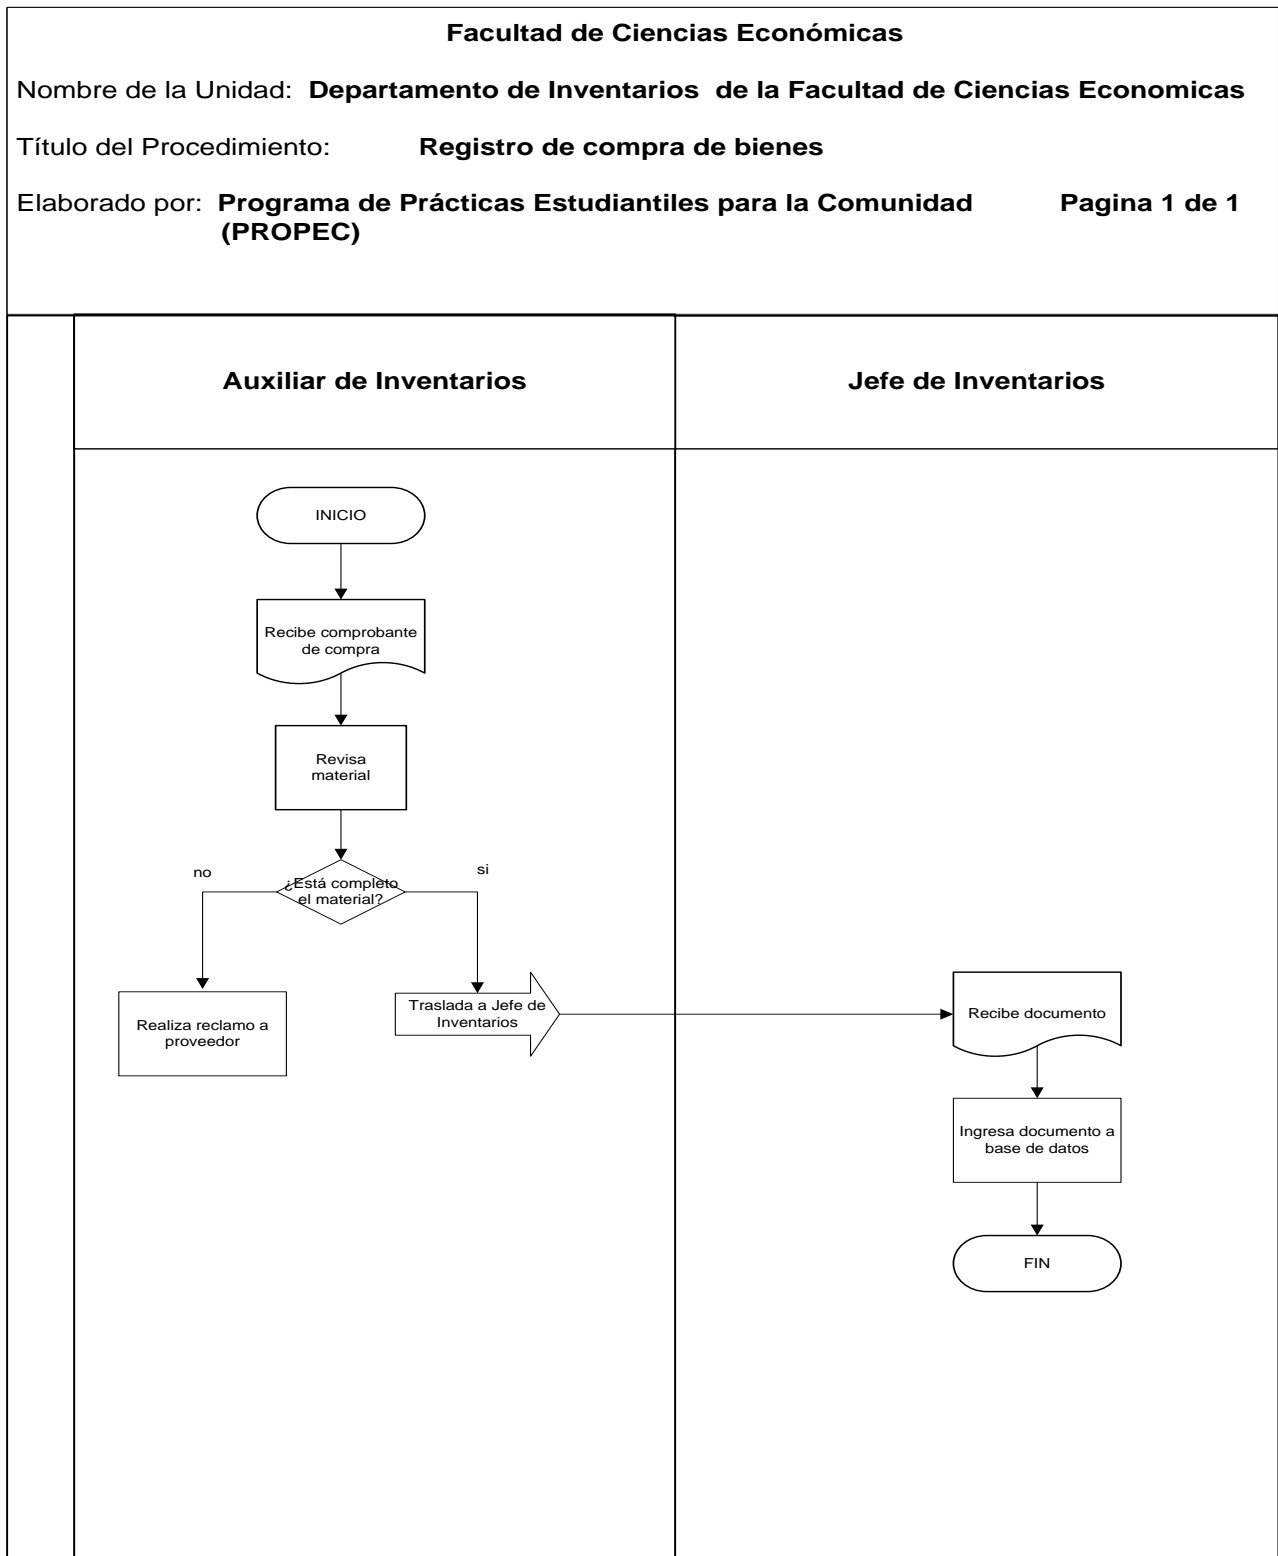 Facultad de Ciencias Económicas
Nombre de la Unidad: Departamento de Inventarios de la Facultad de Ciencias Economicas
Título del Procedimiento: Registro de compra de bienes
Elaborado por: Programa de Prácticas Estudiantiles para la Comunidad Pagina 1 de 1
(PROPEC)
Auxiliar de Inventarios
Jefe de Inventarios
INICIO
Recibe comprobante
de compra
Revisa
material
¿Está completo
el material?
no
si
Realiza reclamo a
proveedor
Traslada a Jefe de
Inventarios
Recibe documento
Ingresa documento a
base de datos
FIN